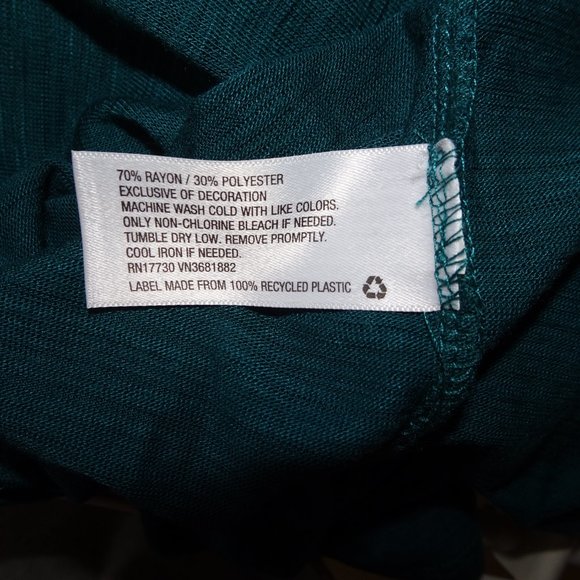 70% RAYON / 30% POLYESTER
EXCLUSIVE OF DECORATION
MACHINE WASH COLD WITH LIKE COLORS.
ONLY NON-CHLORINE BLEACH IF NEEDED.
TUMBLE DRY LOW. REMOVE PROMPTLY.
COOL IRON IF NEEDED.
RN17730 VN3681882
LABEL MADE FROM 100% RECYCLED PLASTIC